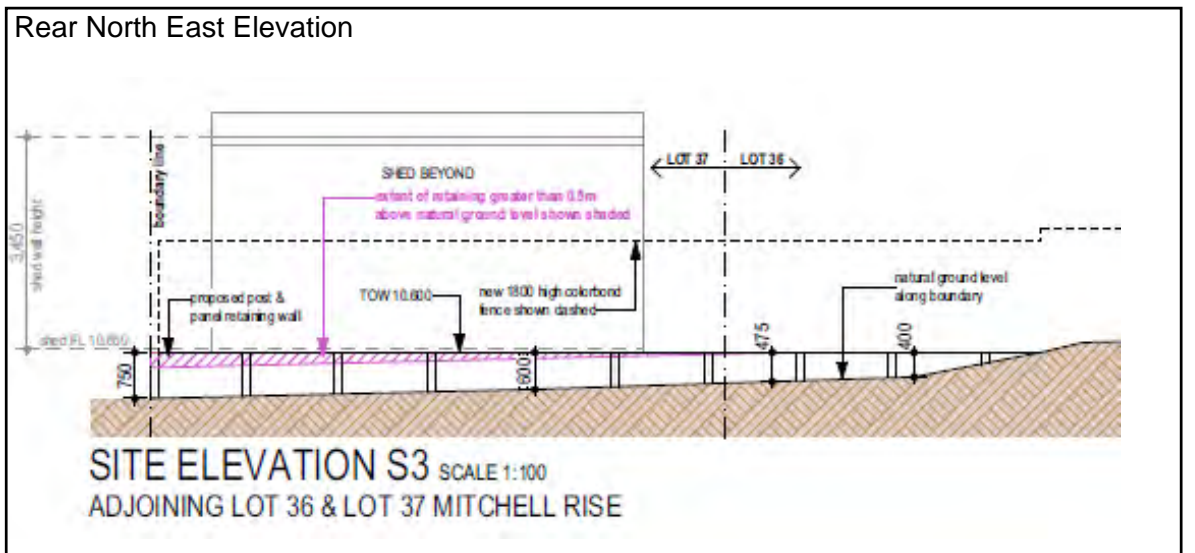 Rear North East Elevation
boundary line
LOT 37
LOT 36
SHED BEYOND
extent of retaining greater than 0.5m
above natural ground level shown shaded
3,450
shed wall height
natural ground level
along boundary
proposed post &
panel retaining wall
TOW 10.600
new 1800 high colorbond
fence shown dashed
shed FL
750
600
475
400
SITE ELEVATION S3 SCALE 1:100
ADJOINING LOT 36 & LOT 37 MITCHELL RISE